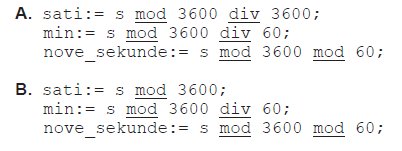 A. sati:= s mod 3600 div 3600;
min:= s mod 3600 div 60;
nove_sekunde:= s mod 3600 mod 60;
B. sati:= s mod 3600;
min:= s mod 3600 div 60;
nove_sekunde:= s mod 3600 mod 60;